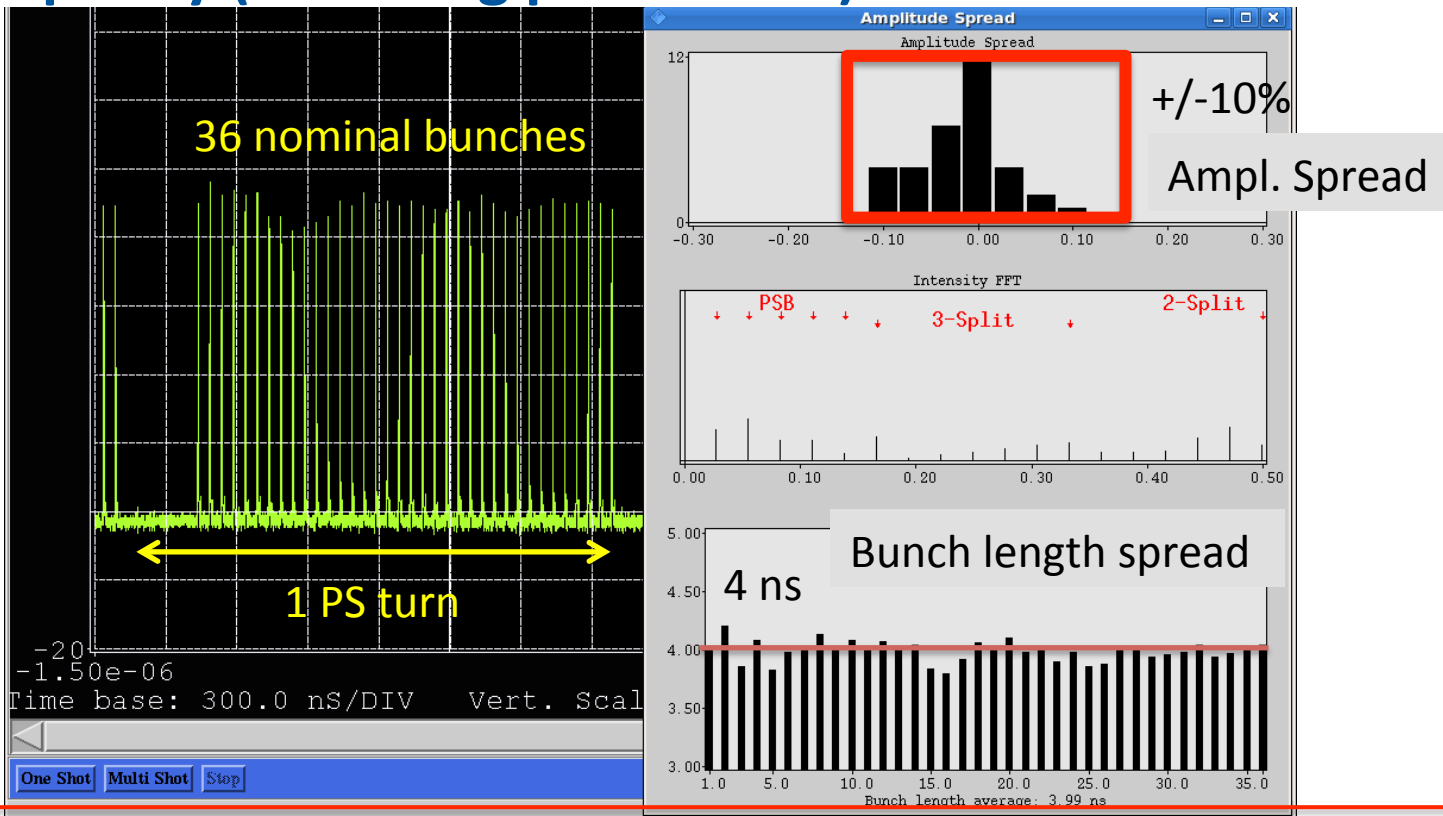 36 nominal bunches
1 PS turn
-20
-1.50e-06
Time base: 300.0 nS/DIV Vert. Scal
One Shot Multi Shot Stop
Amplitude Spread
Amplitude Spread
12
0
-0.30 -0.20 -0.10 0.00 0.10 0.20 0.30
+/-10%
Ampl. Spread
Intensity FFT
PSB 3-Split 2-Split
0.00 0.10 0.20 0.30 0.40 0.50
Bunch length spread
4 ns
5.00
4.50
4.00
3.50
3.00
1.0 5.0 10.0 15.0 20.0 25.0 30.0 35.0
Bunch length average: 3.99 ns